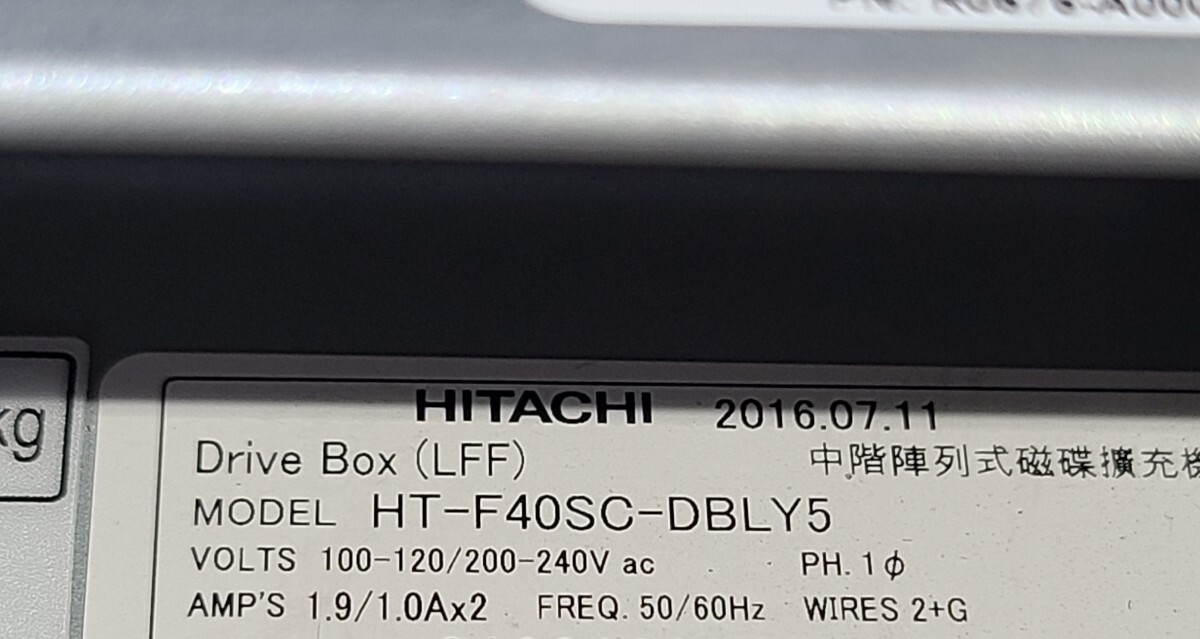 kg
HITACHI 2016.07.11
Drive Box (LFF) 中階陣列式磁碟擴充機
MODEL HT-F40SC-DBLY5
VOLTS 100-120/200-240V ac PH. 1φ
AMP'S 1.9/1.0Ax2 FREQ. 50/60Hz WIRES 2+G